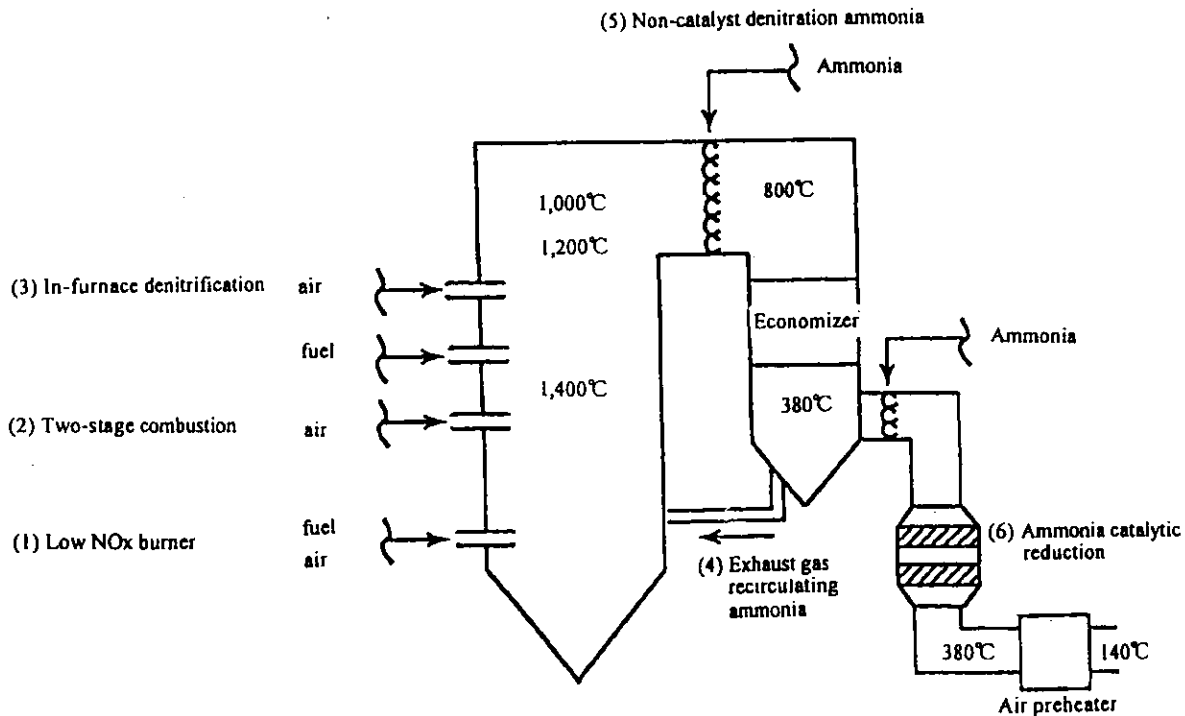 (5) Non-catalyst denitration ammonia
Ammonia
800℃
1,000℃
1,200℃
(3) In-furnace denitrification air
Economizer
Ammonia
fuel
1,400℃
380℃
(2) Two-stage combustion air
(1) Low NOx burner fuel
air
(4) Exhaust gas
recirculating
ammonia
(6) Ammonia catalytic
reduction
380℃
140℃
Air preheater